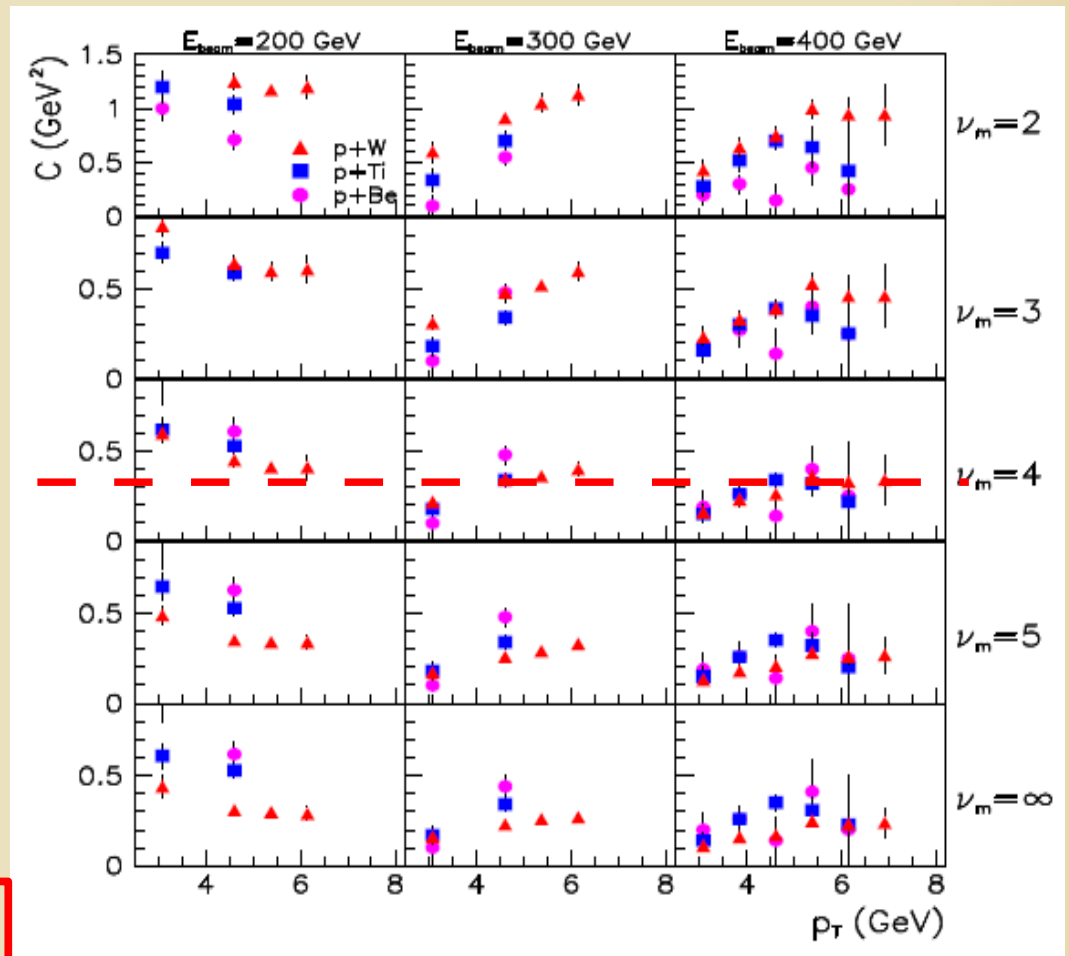 E_beam=200 GeV E_beam=300 GeV E_beam=400 GeV
C (GeV²)
1.5
1
0.5
0
p+W
p+Ti
p+Be
ν_m=2
0.5
0
ν_m=3
0.5
0
ν_m=4
0.5
0
ν_m=5
0.5
0
ν_m=∞
4 6 8 4 6 8 4 6 8
p_T (GeV)